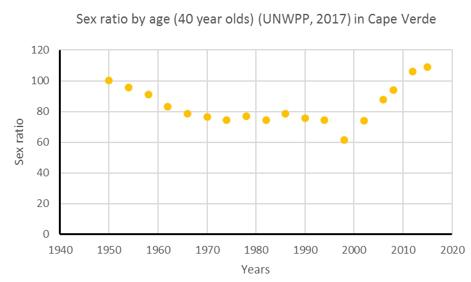 Sex ratio by age (40 year olds) (UNWPP, 2017) in Cape Verde
120
100
80
60
40
20
0
Sex ratio
1940 1950 1960 1970 1980 1990 2000 2010 2020
Years